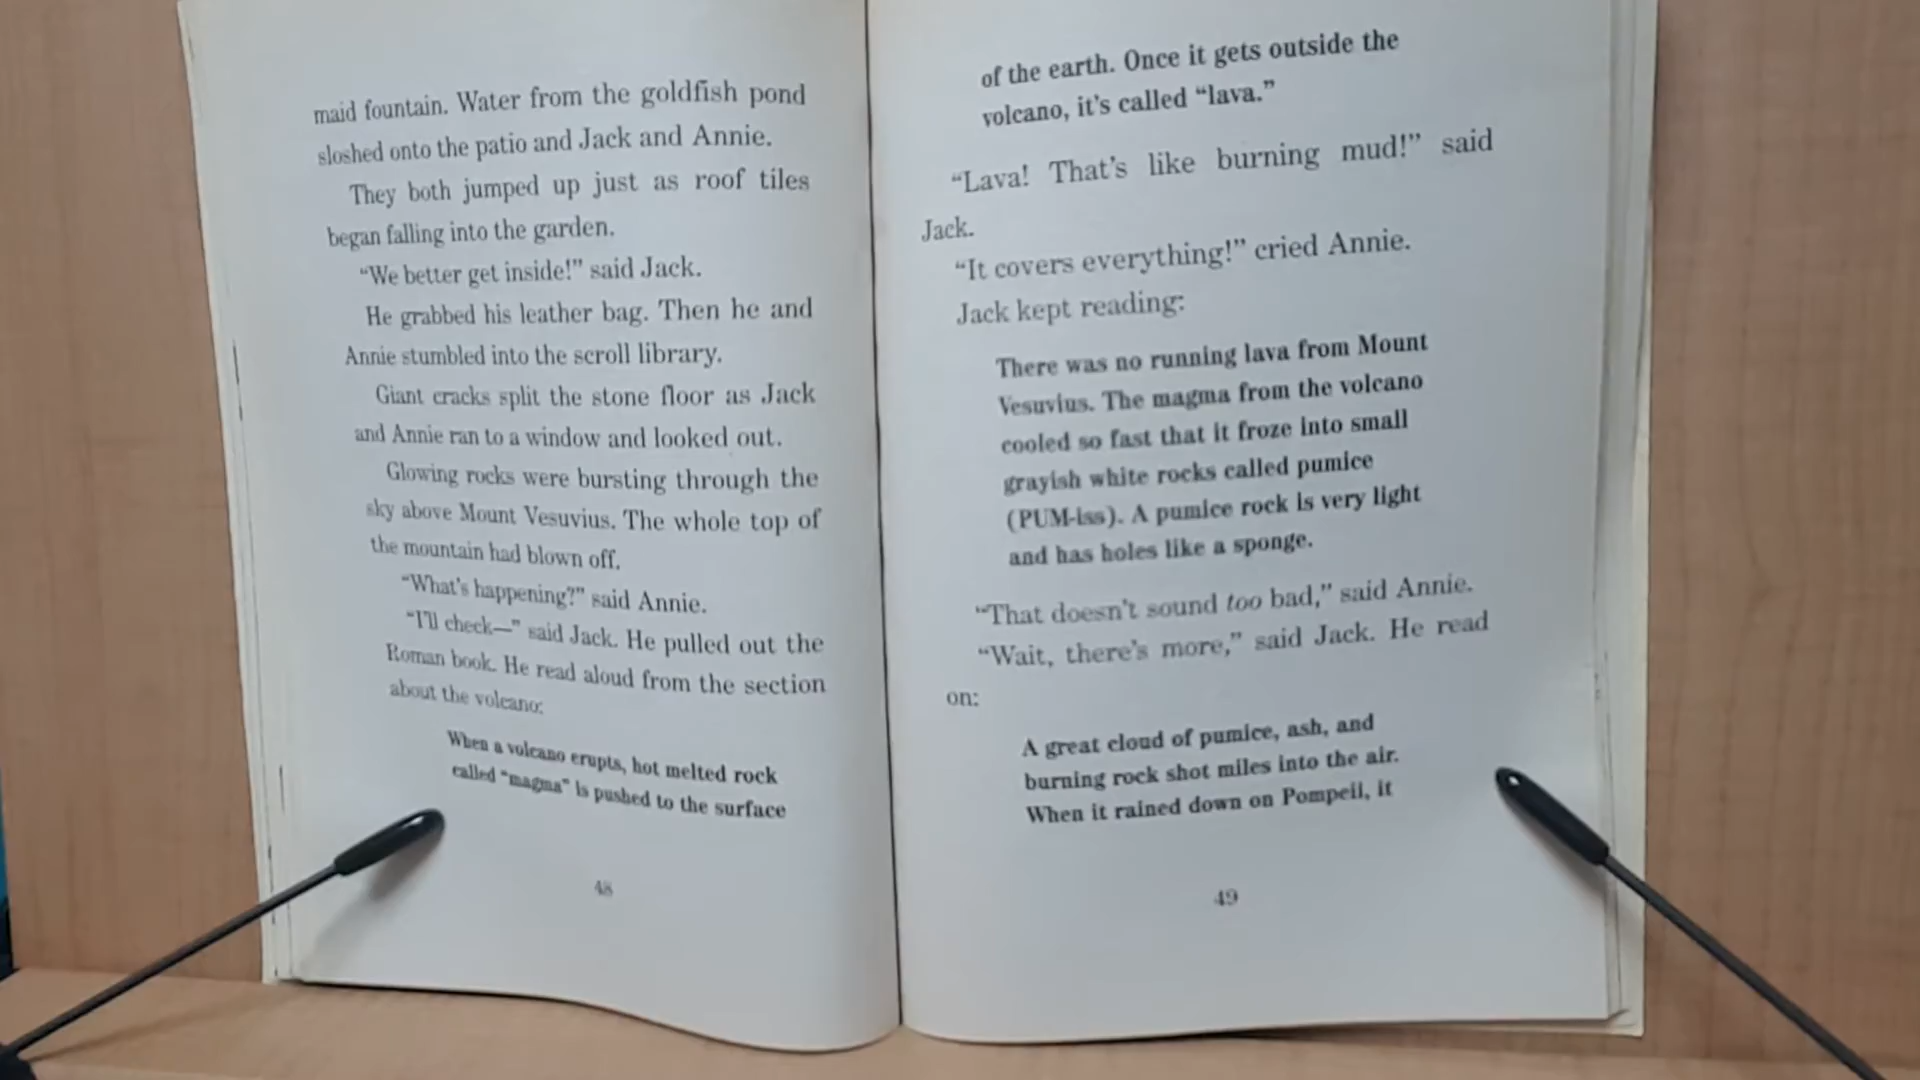 maid fountain. Water from the goldfish pond
sloshed onto the patio and Jack and Annie.
They both jumped up just as roof tiles
began falling into the garden.
“We better get inside!” said Jack.
He grabbed his leather bag. Then he and
Annie stumbled into the scroll library.
Giant cracks split the stone floor as Jack
and Annie ran to a window and looked out.
Glowing rocks were bursting through the
sky above Mount Vesuvius. The whole top of
the mountain had blown off.
“What’s happening?” said Annie.
“I’ll check—” said Jack. He pulled out the
Roman book. He read aloud from the section
about the volcano:
When a volcano erupts, hot melted rock
called “magma” is pushed to the surface
48
of the earth. Once it gets outside the
volcano, it’s called “lava.”
“Lava! That’s like burning mud!” said
Jack.
“It covers everything!” cried Annie.
Jack kept reading:
There was no running lava from Mount
Vesuvius. The magma from the volcano
cooled so fast that it froze into small
grayish white rocks called pumice
(PUM-iss). A pumice rock is very light
and has holes like a sponge.
“That doesn’t sound too bad,” said Annie.
“Wait, there’s more,” said Jack. He read
on:
A great cloud of pumice, ash, and
burning rock shot miles into the air.
When it rained down on Pompeii, it
49